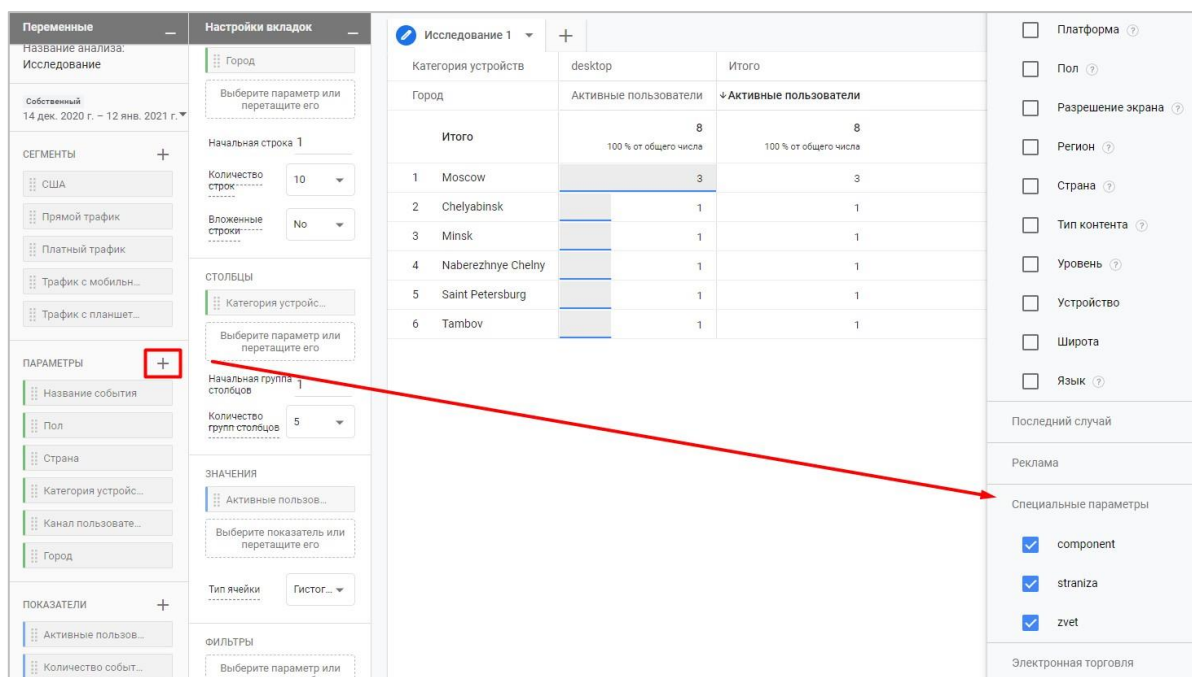 Переменные
Название анализа:
Исследование
Собственный
14 дек. 2020 г. – 12 янв. 2021 г.
СЕГМЕНТЫ
США
Прямой трафик
Платный трафик
Трафик с мобильн...
Трафик с планшет...
ПАРАМЕТРЫ
Название события
Пол
Страна
Категория устройс...
Канал пользовате...
Город
ПОКАЗАТЕЛИ
Активные пользов...
Количество событ...
Настройки вкладок
Город
Выберите параметр или
перетащите его
Начальная строка 1
Количество
строк
10
Вложенные
строки
No
СТОЛБЦЫ
Категория устройс...
Выберите параметр или
перетащите его
Начальная группа
столбцов
1
Количество
групп столбцов
5
ЗНАЧЕНИЯ
Активные пользов...
Выберите показатель или
перетащите его
Тип ячейки
Гистог...
ФИЛЬТРЫ
Выберите параметр или
Исследование 1
Категория устройств desktop Итого
Город Активные пользователи ↓Активные пользователи
Итого 8 8
100 % от общего числа 100 % от общего числа
1 Moscow 3 3
2 Chelyabinsk 1 1
3 Minsk 1 1
4 Naberezhnye Chelny 1 1
5 Saint Petersburg 1 1
6 Tambov 1 1
Платформа ?
Пол ?
Разрешение экрана ?
Регион ?
Страна ?
Тип контента ?
Уровень ?
Устройство
Широта
Язык ?
Последний случай
Реклама
Специальные параметры
component
straniza
zvet
Электронная торговля